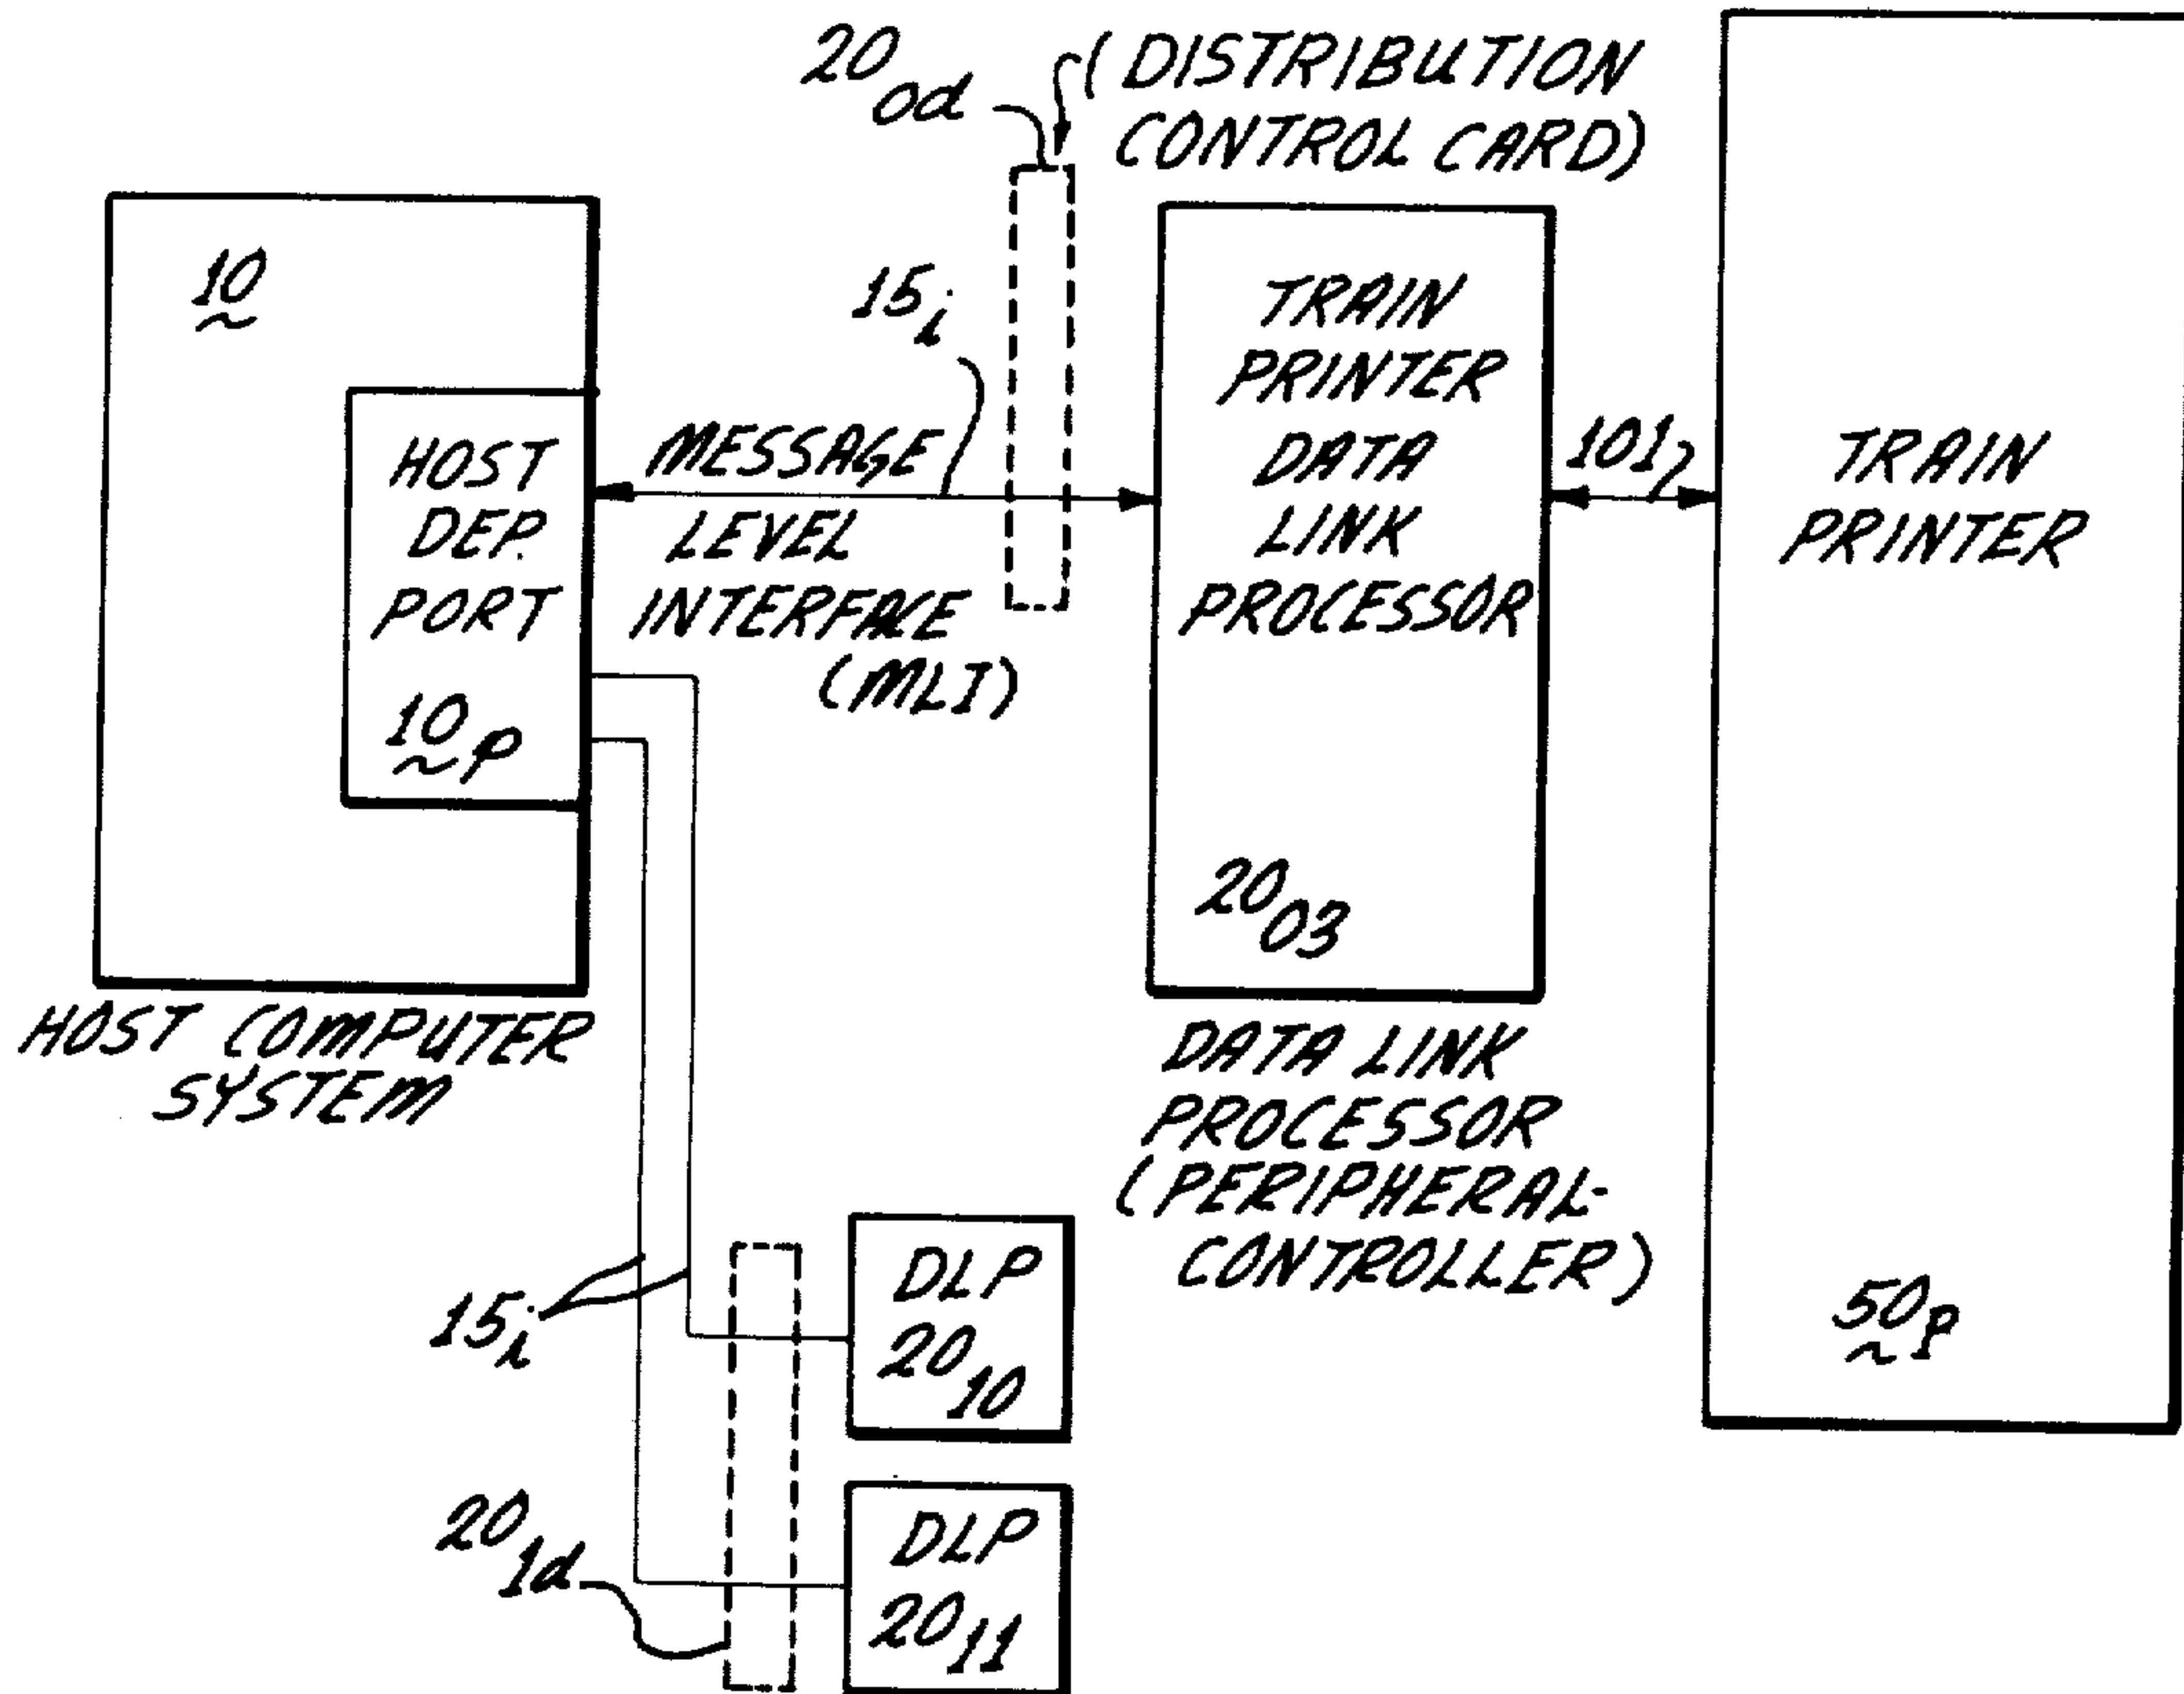 20od
(DISTRIBUTION
CONTROL CARD)
10
15i
HOST
DEP.
PORT
10P
MESSAGE
LEVEL
INTERFACE
(MLI)
TRAIN
PRINTER
DATA
LINK
PROCESSOR
2003
101
TRAIN
PRINTER
50P
HOST COMPUTER
SYSTEM
DATA LINK
PROCESSOR
(PERIPHERAL-
CONTROLLER)
15i
DLP
2010
201d
DLP
2011